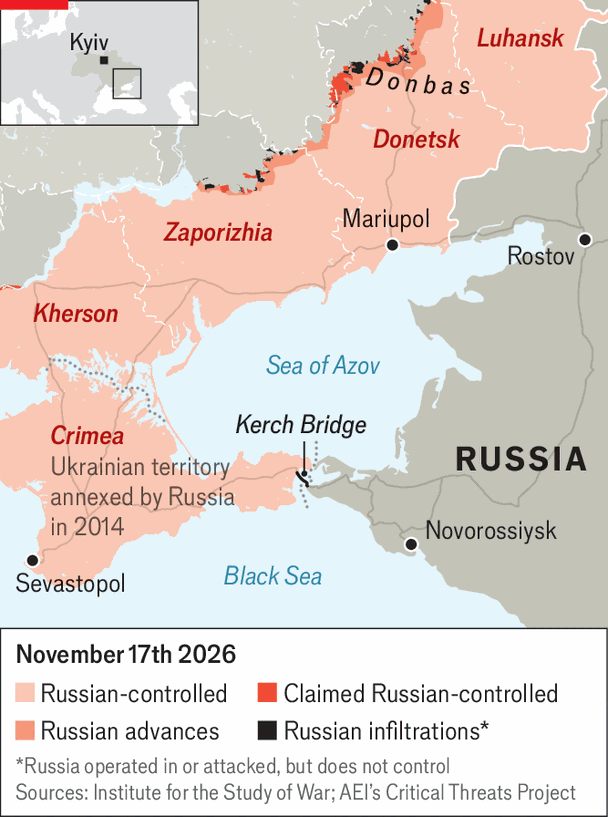 Kyiv
Luhansk
Donbas
Donetsk
Mariupol
Zaporizhia
Rostov
Kherson
Sea of Azov
Kerch Bridge
Crimea
Ukrainian territory
annexed by Russia
in 2014
RUSSIA
Novorossiysk
Sevastopol
Black Sea
November 17th 2026
Russian-controlled
Claimed Russian-controlled
Russian advances
Russian infiltrations*
*Russia operated in or attacked, but does not control
Sources: Institute for the Study of War; AEI’s Critical Threats Project